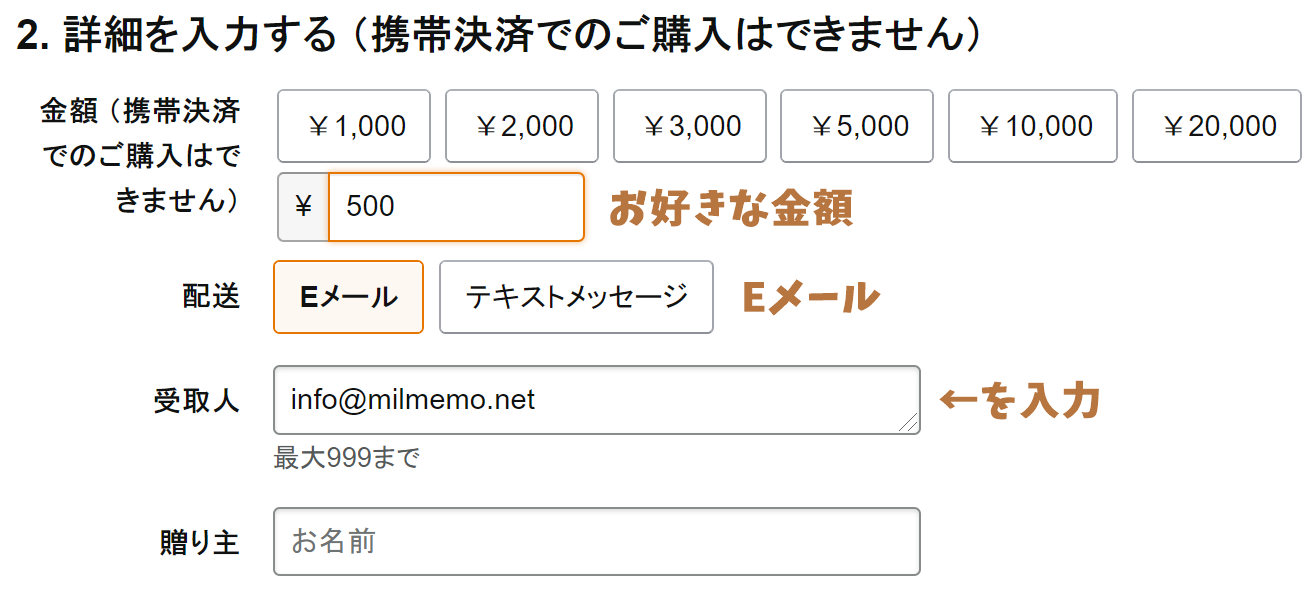 2. 詳細を入力する（携帯決済でのご購入はできません）
金額（携帯決済
でのご購入はで
きません）
￥1,000 ￥2,000 ￥3,000 ￥5,000 ￥10,000 ￥20,000
¥ 500 お好きな金額
配送 Eメール テキストメッセージ Eメール
受取人 info@milmemo.net ←を入力
最大999まで
贈り主 お名前